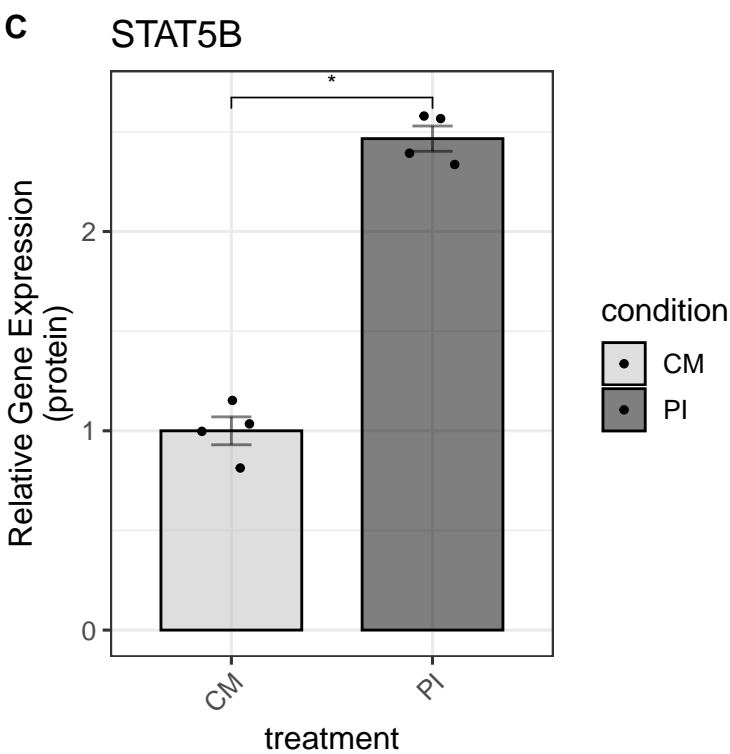 C
STAT5B
*
Relative Gene Expression
(protein)
2
1
0
CM
PI
treatment
condition
CM
PI